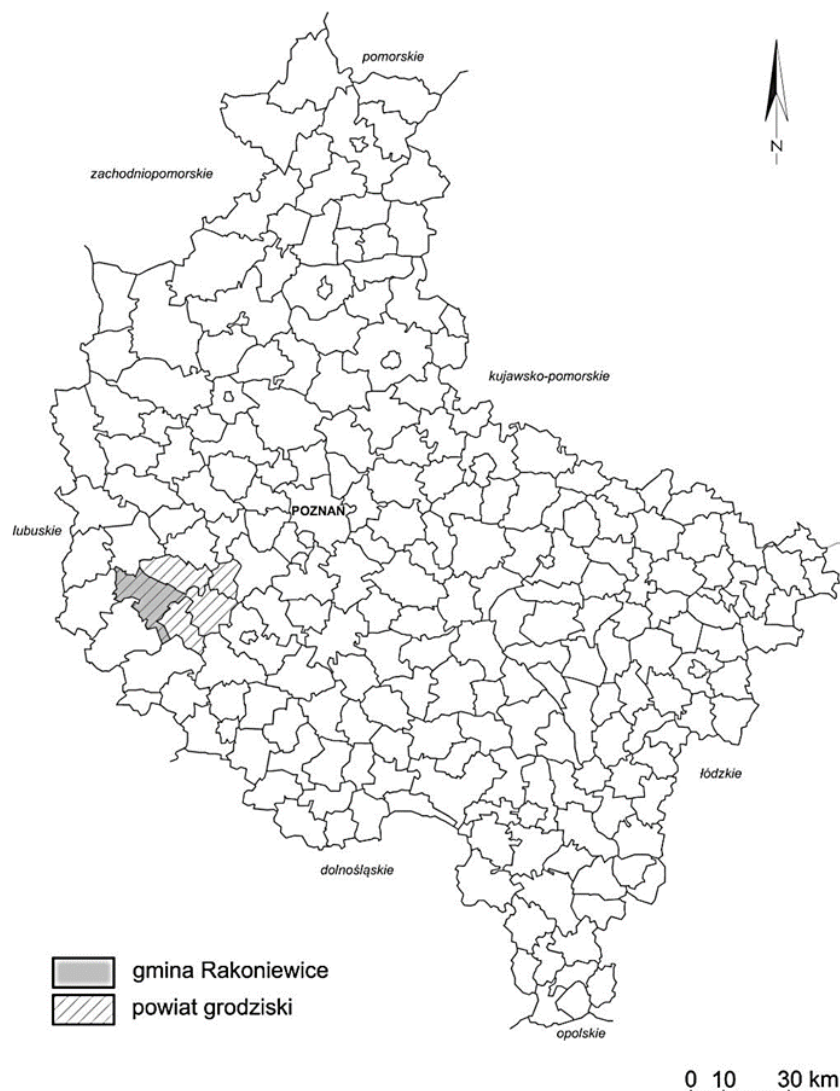 pomorskie
N
zachodniopomorskie
kujawsko-pomorskie
POZNAŃ
lubuskie
łódzkie
dolnośląskie
gmina Rakoniewice
powiat grodziski
opolskie
0 10 30 km